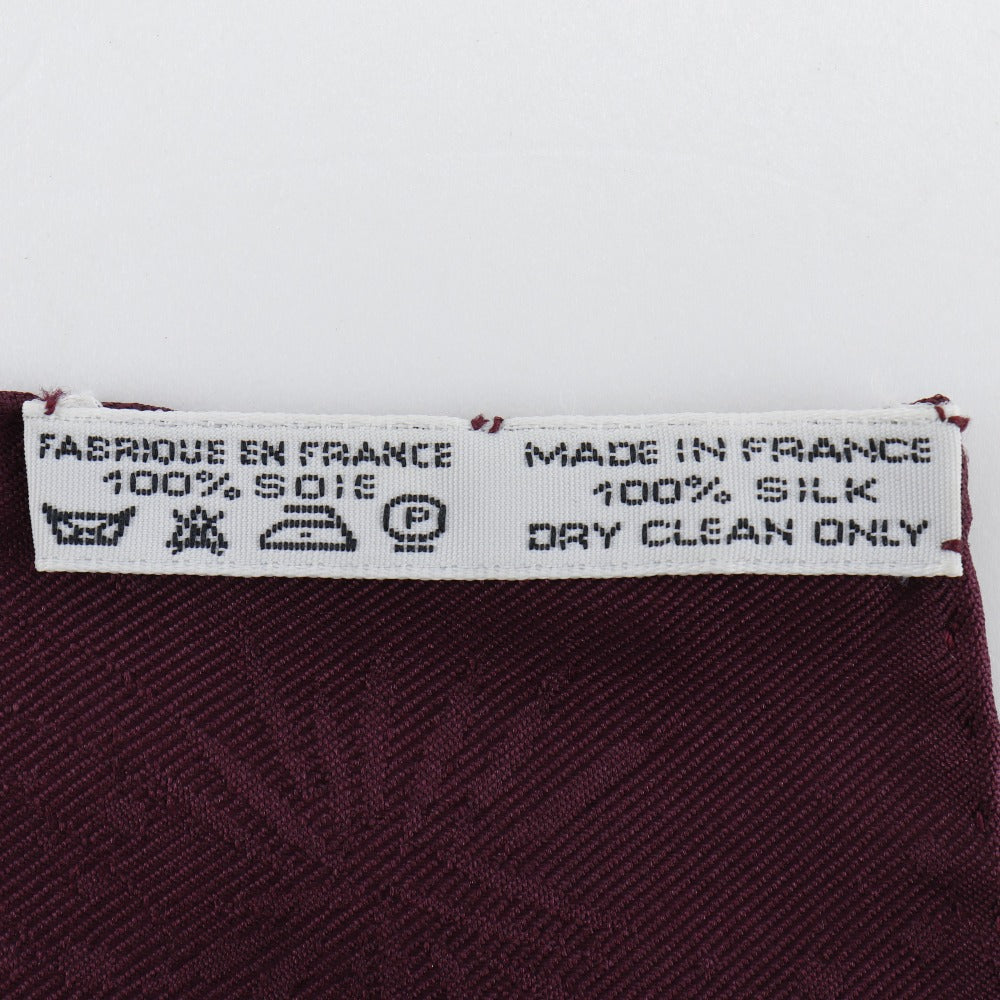 FABRIQUE EN FRANCE
100% SOIE
P
MADE IN FRANCE
100% SILK
DRY CLEAN ONLY